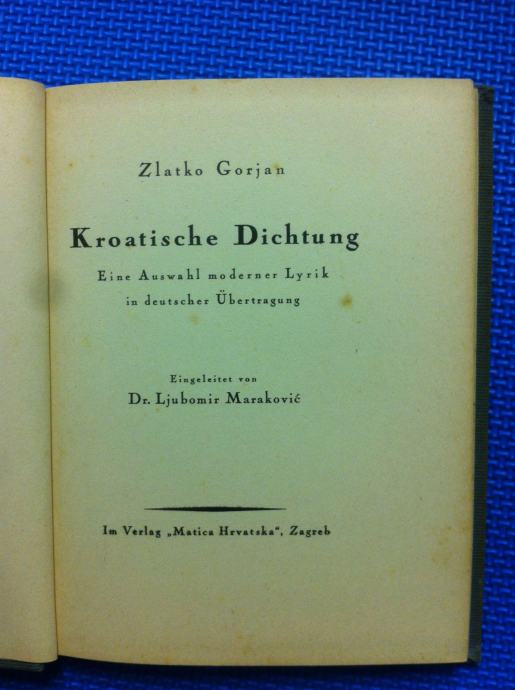 Zlatko Gorjan
Kroatische Dichtung
Eine Auswahl moderner Lyrik
in deutscher Übertragung
Eingeleitet von
Dr. Ljubomir Maraković
Im Verlag „Matica Hrvatska“, Zagreb